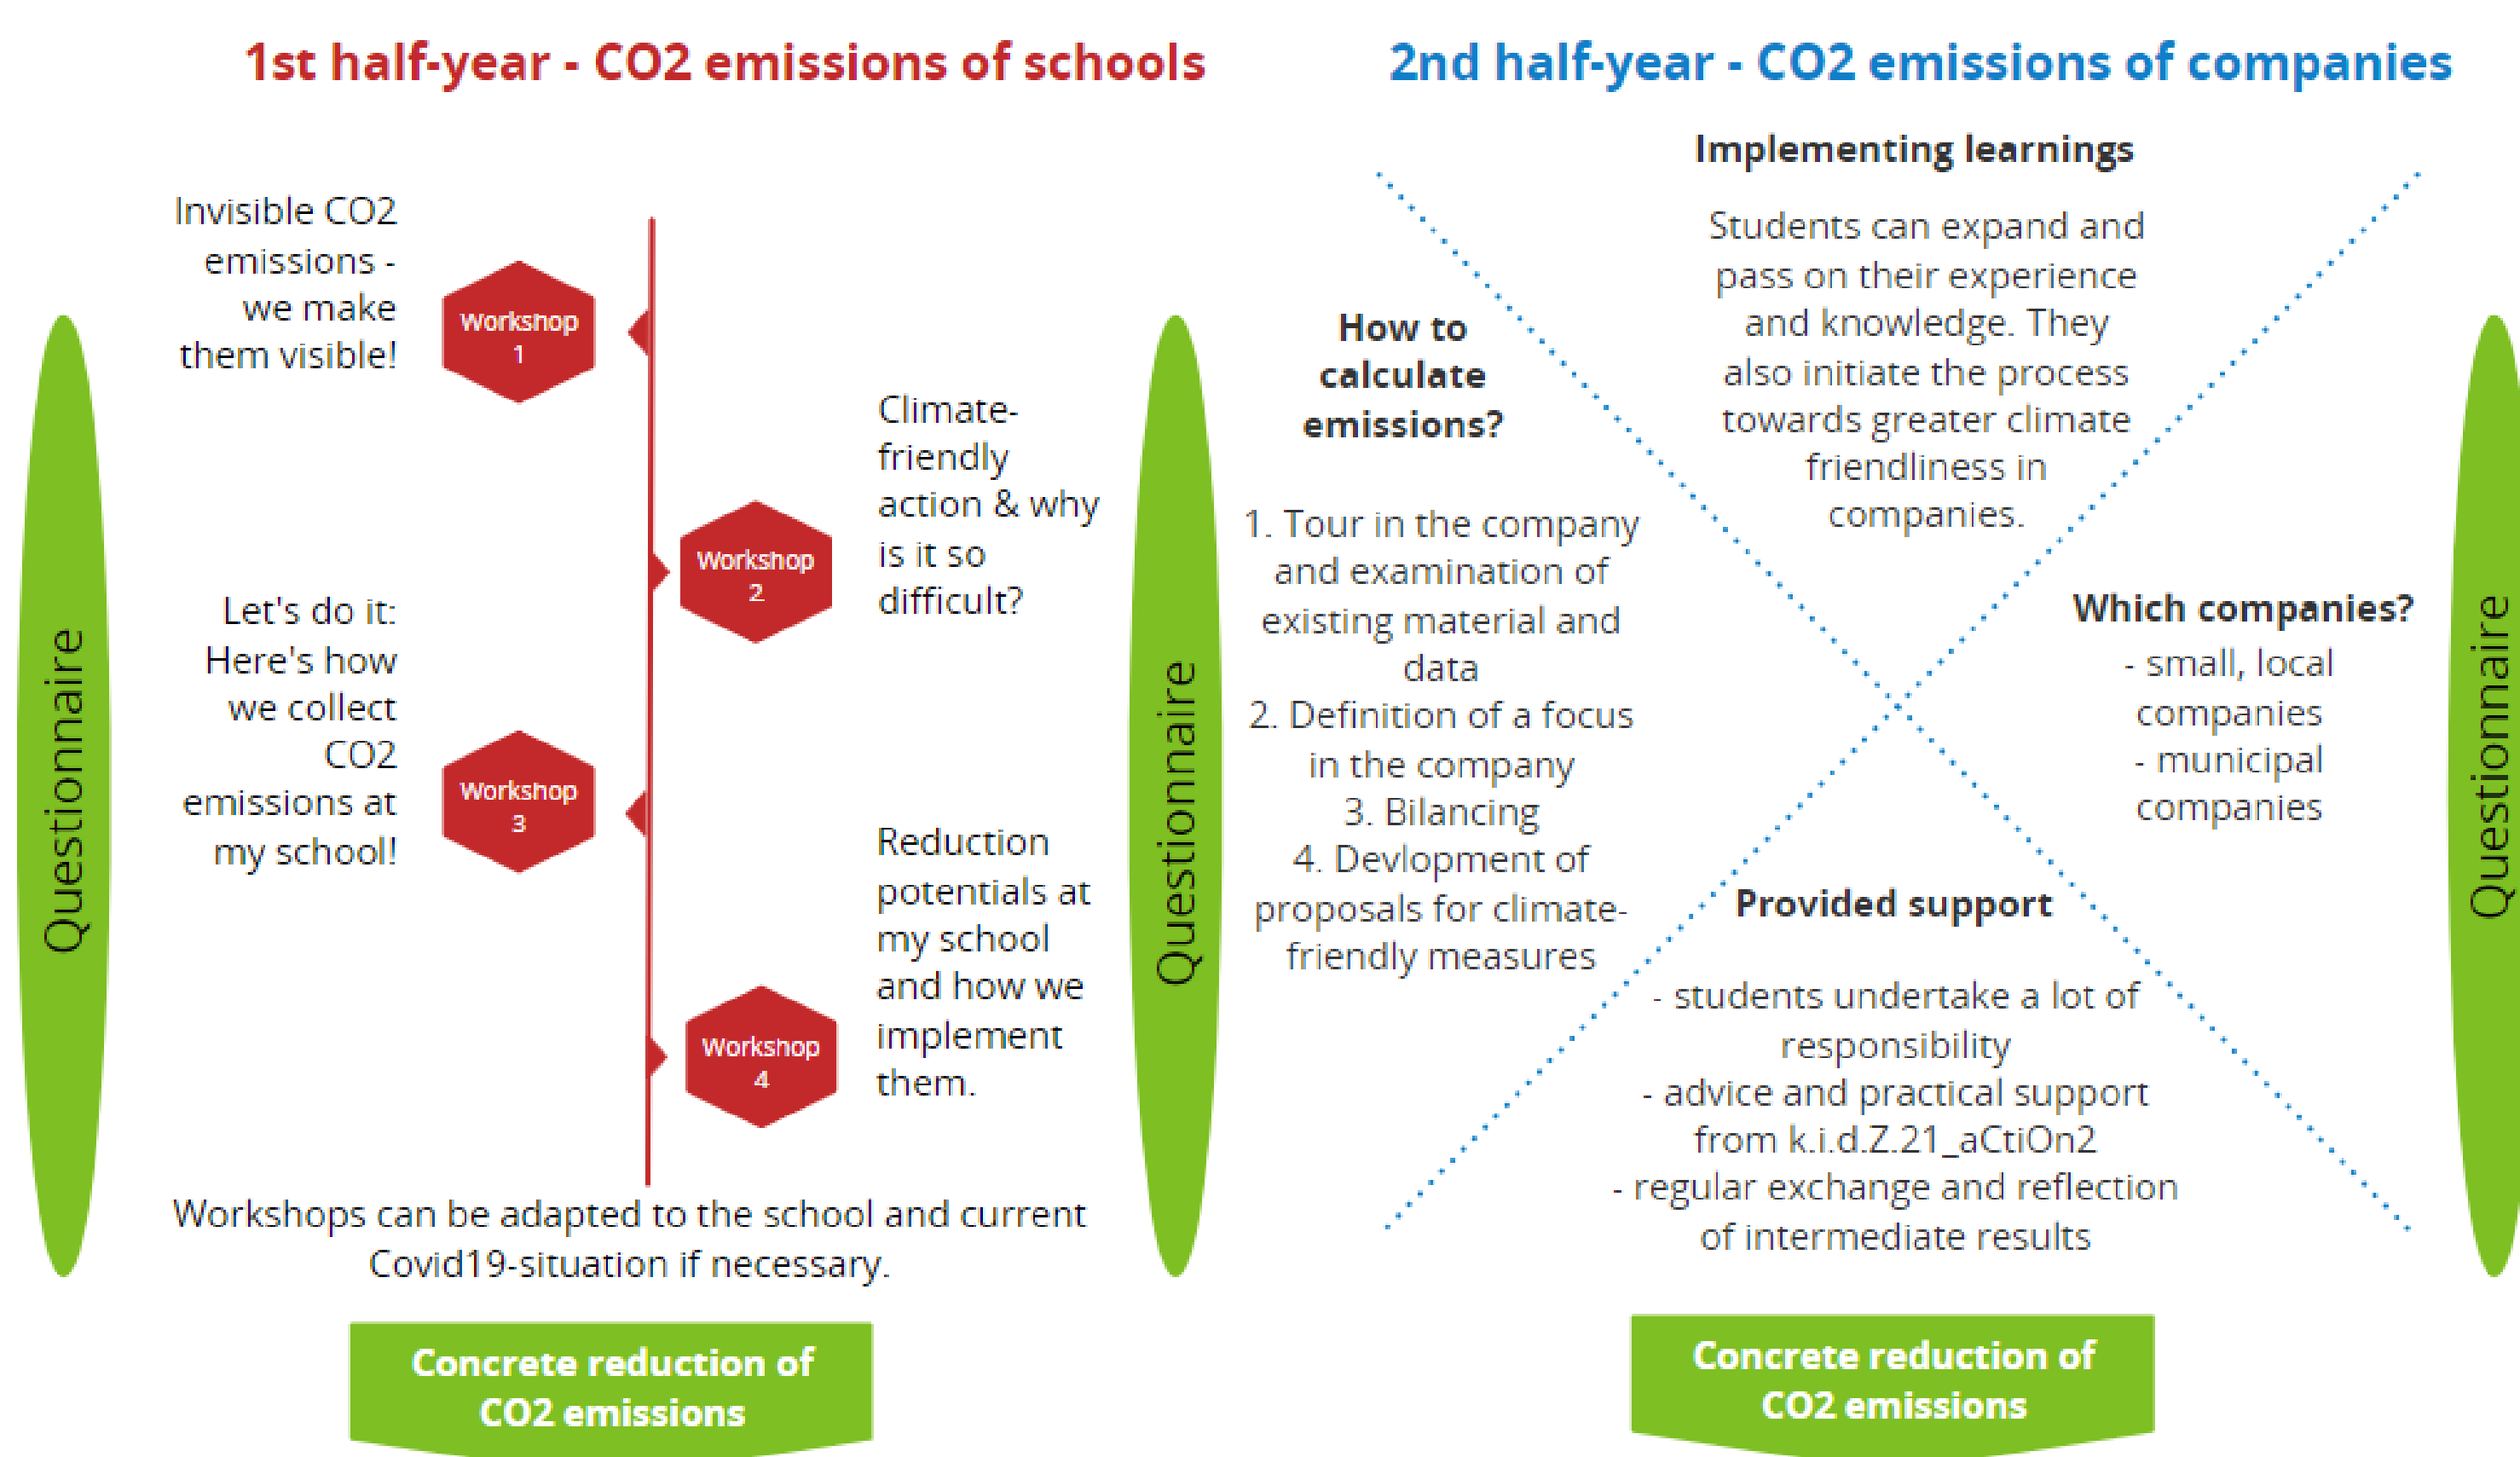 1st half-year - CO2 emissions of schools
Questionnaire
Invisible CO2
emissions -
we make
them visible!
Workshop
1
Climate-
friendly
action & why
is it so
difficult?
Workshop
2
Let's do it:
Here's how
we collect
CO2
emissions at
my school!
Workshop
3
Reduction
potentials at
my school
and how we
implement
them.
Workshop
4
Workshops can be adapted to the school and current
Covid19-situation if necessary.
Concrete reduction of
CO2 emissions
Questionnaire
2nd half-year - CO2 emissions of companies
Implementing learnings
Students can expand and
pass on their experience
and knowledge. They
also initiate the process
towards greater climate
friendliness in
companies.
How to
calculate
emissions?
1. Tour in the company
and examination of
existing material and
data
2. Definition of a focus
in the company
3. Bilancing
4. Devlopment of
proposals for climate-
friendly measures
Which companies?
- small, local
companies
- municipal
companies
Provided support
- students undertake a lot of
responsibility
- advice and practical support
from k.i.d.Z.21_aCtiOn2
- regular exchange and reflection
of intermediate results
Concrete reduction of
CO2 emissions
Questionnaire